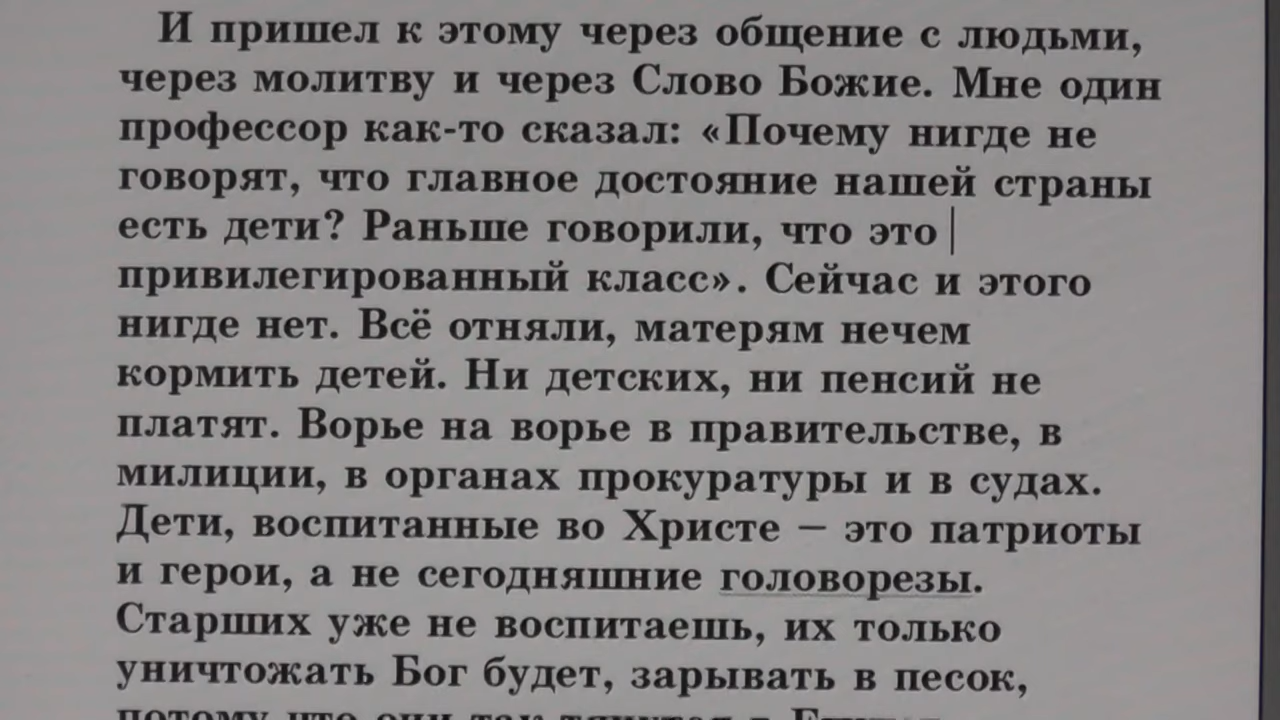 И пришел к этому через общение с людьми,
через молитву и через Слово Божие. Мне один
профессор как-то сказал: «Почему нигде не
говорят, что главное достояние нашей страны
есть дети? Раньше говорили, что это
привилегированный класс». Сейчас и этого
нигде нет. Всё отняли, матерям нечем
кормить детей. Ни детских, ни пенсий не
платят. Ворье на ворье в правительстве, в
милиции, в органах прокуратуры и в судах.
Дети, воспитанные во Христе – это патриоты
и герои, а не сегодняшние головорезы.
Старших уже не воспитаешь, их только
уничтожать Бог будет, зарывать в песок,
потому что они так